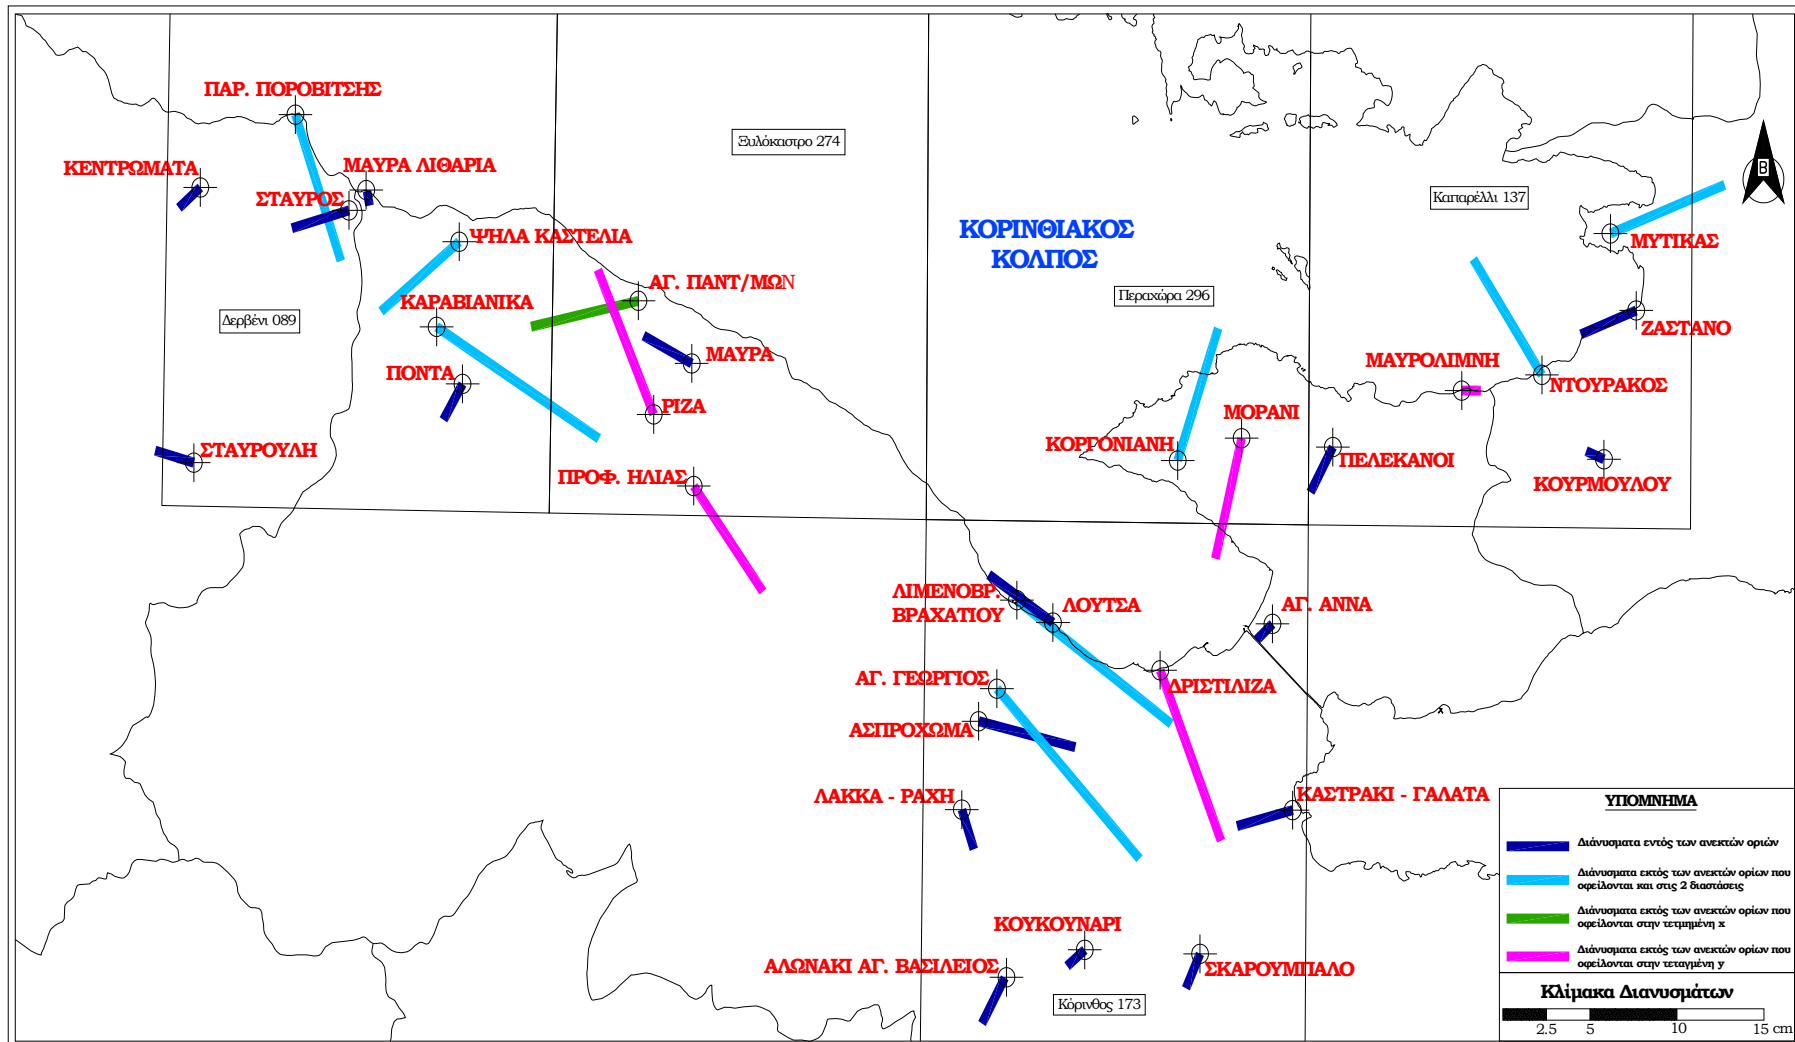 ΠΑΡ. ΠΟΡΟΒΙΤΣΗΣ
Ξυλόκαστρο 274
ΚΕΝΤΡΩΜΑΤΑ
ΜΑΥΡΑ ΛΙΘΑΡΙΑ
ΣΤΑΥΡΟΣ
Καπαρέλλι 137
Β
ΨΗΛΑ ΚΑΣΤΕΛΙΑ
ΚΟΡΙΝΘΙΑΚΟΣ
ΚΟΛΠΟΣ
ΜΥΤΙΚΑΣ
ΑΓ. ΠΑΝΤ/ΜΩΝ
ΚΑΡΑΒΙΑΝΙΚΑ
Περαχώρα 296
Δερβένι 089
ΖΑΣΤΑΝΟ
ΜΑΥΡΑ
ΜΑΥΡΟΛΙΜΝΗ
ΠΟΝΤΑ
ΝΤΟΥΡΑΚΟΣ
ΡΙΖΑ
ΜΟΡΑΝΙ
ΣΤΑΥΡΟΥΛΗ
ΚΟΡΓΟΝΙΑΝΗ
ΠΕΛΕΚΑΝΟΙ
ΠΡΟΦ. ΗΛΙΑΣ
ΚΟΥΡΜΟΥΛΟΥ
ΛΙΜΕΝΟΒΡ.
ΒΡΑΧΑΤΙΟΥ
ΛΟΥΤΣΑ
ΑΓ. ΑΝΝΑ
ΑΓ. ΓΕΩΡΓΙΟΣ
ΔΡΙΣΤΙΛΙΖΑ
ΑΣΠΡΟΧΩΜΑ
ΛΑΚΚΑ - ΡΑΧΗ
ΚΑΣΤΡΑΚΙ - ΓΑΛΑΤΑ
ΚΟΥΚΟΥΝΑΡΙ
ΑΛΩΝΑΚΙ ΑΓ. ΒΑΣΙΛΕΙΟΣ
ΣΚΑΡΟΥΜΠΑΛΟ
Κόρινθος 173
ΥΠΟΜΝΗΜΑ
Διάνυσματα εντός των ανεκτών οριών
Διάνυσματα εκτός των ανεκτών ορίων που
οφείλονται και στις 2 διαστάσεις
Διάνυσματα εκτός των ανεκτών ορίων που
οφείλονται στην τετμημένη x
Διάνυσματα εκτός των ανεκτών ορίων που
οφείλονται στην τεταγμένη y
Κλίμακα Διανυσμάτων
2.5 5 10 15 cm